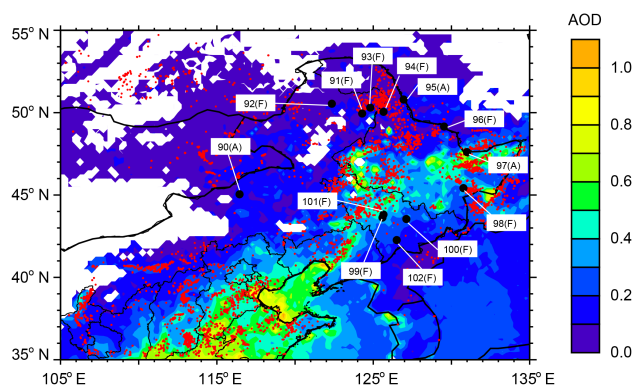 AOD
55° N
50° N
45° N
40° N
35° N
93(F)
94(F)
91(F)
95(A)
92(F)
96(F)
90(A)
97(A)
101(F)
98(F)
100(F)
99(F)
102(F)
105° E
115° E
125° E
135° E
1.0
0.8
0.6
0.4
0.2
0.0